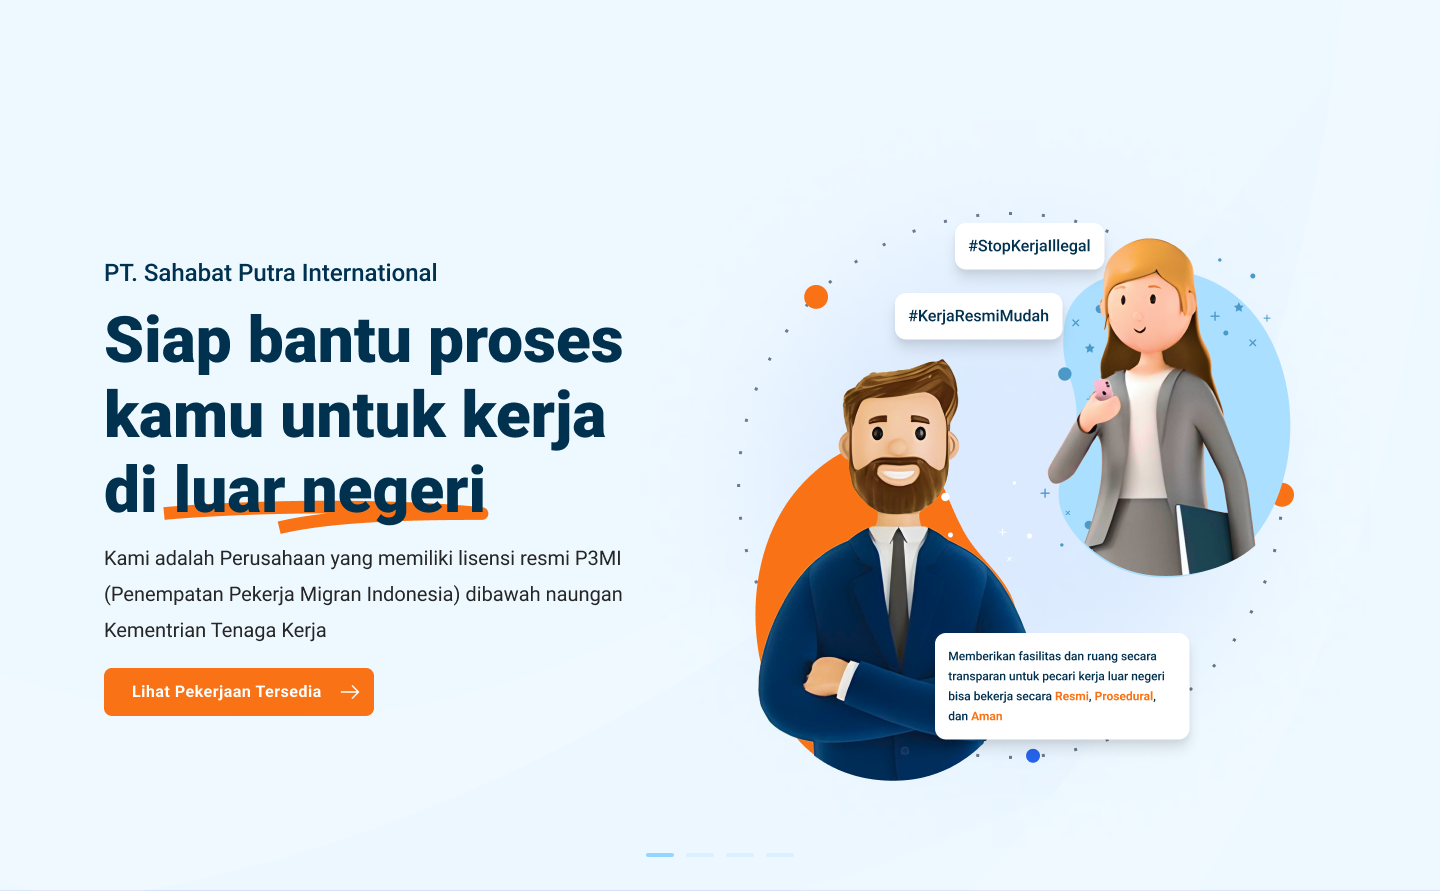 PT. Sahabat Putra International
Siap bantu proses
kamu untuk kerja
di luar negeri
Kami adalah Perusahaan yang memiliki lisensi resmi P3MI
(Penempatan Pekerja Migran Indonesia) dibawah naungan
Kementrian Tenaga Kerja
Lihat Pekerjaan Tersedia
#StopKerjaIllegal
#KerjaResmiMudah
Memberikan fasilitas dan ruang secara
transparan untuk pecari kerja luar negeri
bisa bekerja secara Resmi, Prosedural,
dan Aman